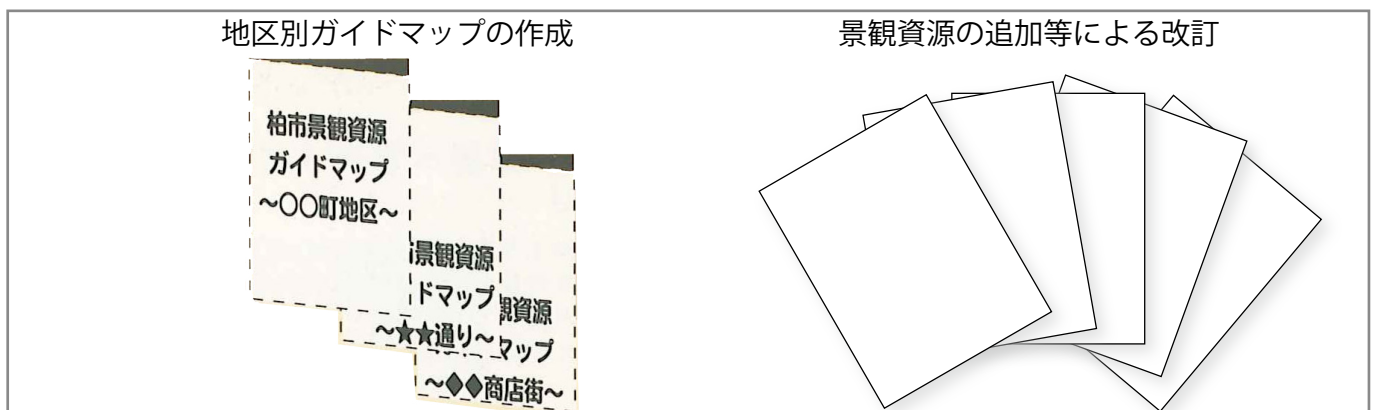 地区別ガイドマップの作成
景観資源の追加等による改訂
柏市景観資源
ガイドマップ
~〇〇町地区~
景観資源
ドマップ
~★★通り~
観資源
マップ
~◆◆商店街~